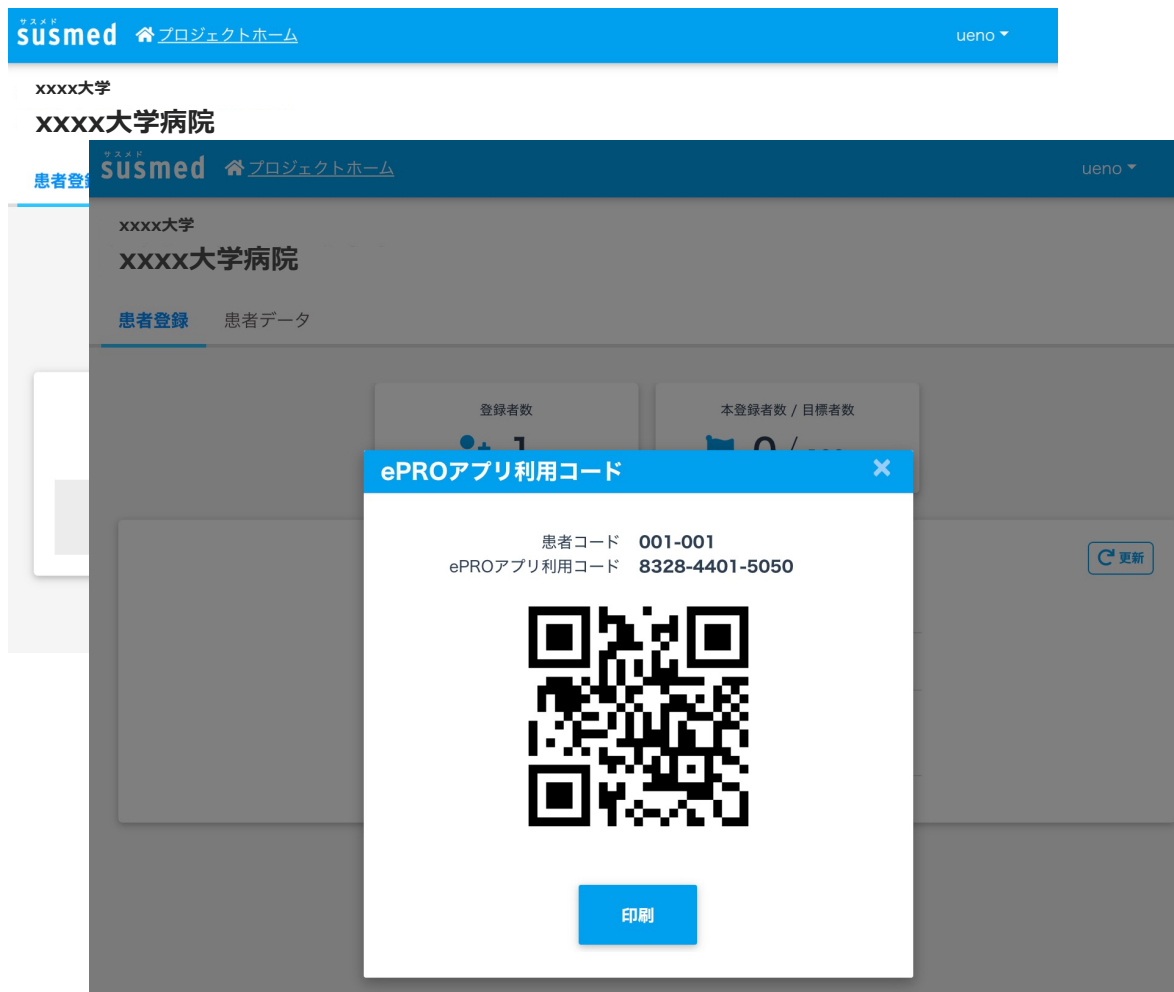 サスメド
susmed プロジェクトホーム ueno
xxxx大学
xxxx大学病院
患者登
サスメド
susmed プロジェクトホーム ueno
xxxx大学
xxxx大学病院
患者登録 患者データ
登録者数 本登録者数 / 目標者数
1 0 /
ePROアプリ利用コード ×
患者コード 001-001
ePROアプリ利用コード 8328-4401-5050
更新
印刷